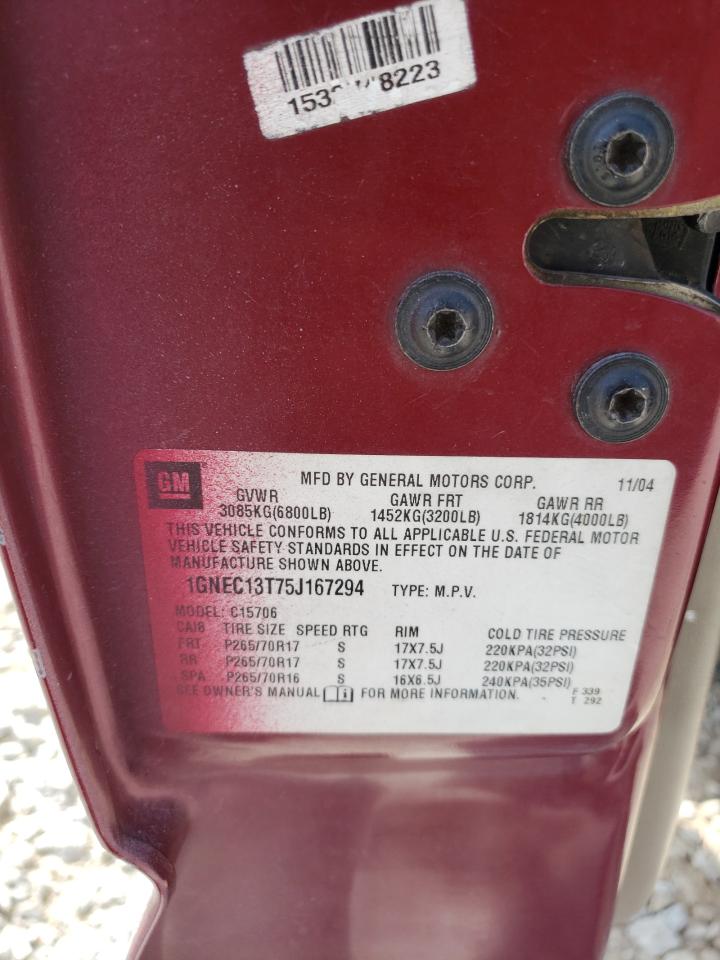 8223
GM
MFD BY GENERAL MOTORS CORP. 11/04
GVWR GAWR FRT GAWR RR
3085KG(6800LB) 1452KG(3200LB) 1814KG(4000LB)
THIS VEHICLE CONFORMS TO ALL APPLICABLE U.S. FEDERAL MOTOR
VEHICLE SAFETY STANDARDS IN EFFECT ON THE DATE OF
MANUFACTURE SHOWN ABOVE.
1GNEC13T75J167294 TYPE: M.P.V.
MODEL: C15706
CAI8 TIRE SIZE SPEED RTG RIM COLD TIRE PRESSURE
FRT P265/70R17 S 17X7.5J 220KPA(32PSI)
RR P265/70R17 S 17X7.5J 220KPA(32PSI)
SPA P265/70R16 S 16X6.5J 240KPA(35PSI)
SEE OWNER'S MANUAL FOR MORE INFORMATION. F 339
T 292